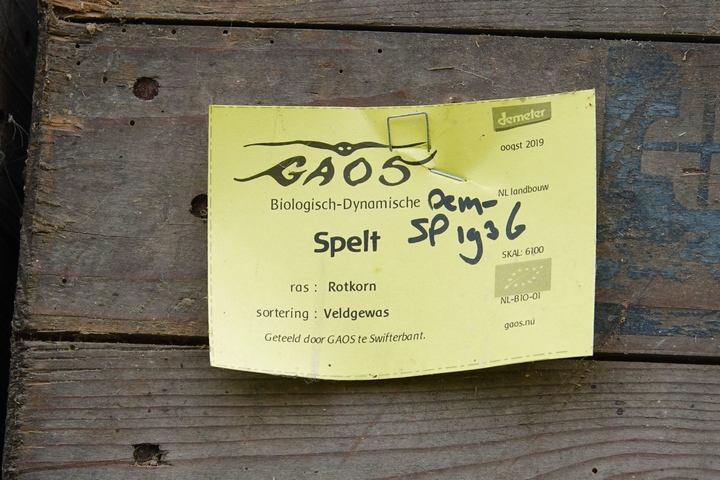 demeter
oogst 2019
GAOS
NL landbouw
Biologisch-Dynamische
Dem-
SP 1936
Spelt
SKAL: 6100
ras : Rotkorn
NL-BIO-01
sortering : Veldgewas
gaos.nu
Geteeld door GAOS te Swifterbant.